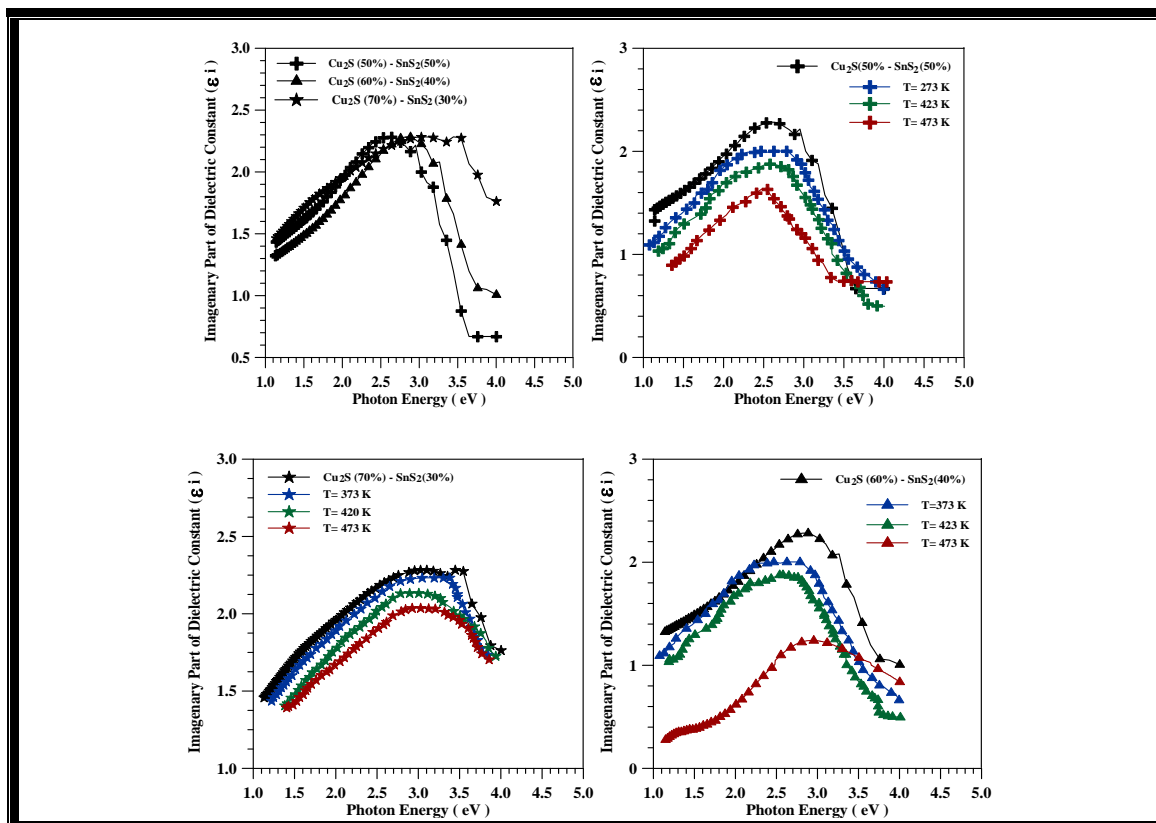 3.0
2.5
2.0
1.5
1.0
0.5
Imagenary Part of Dielectric Constant ( ε i )
Cu₂S (50%) - SnS₂(50%)
Cu₂S (60%) - SnS₂(40%)
Cu₂S (70%) - SnS₂ (30%)
1.0 1.5 2.0 2.5 3.0 3.5 4.0 5.0
Photon Energy ( eV )
3
2
1
0
Imagenary Part of Dielectric Constant ( ε i )
Cu₂S(50% - SnS₂(50%)
T= 273 K
T= 423 K
T= 473 K
1.0 1.5 2.0 2.5 3.0 3.5 4.0 5.0
Photon Energy ( eV )
3.0
2.5
2.0
1.5
1.0
Imagenary Part of Dielectric Constant ( ε i )
Cu₂S (70%) - SnS₂(30%)
T= 373 K
T= 420 K
T= 473 K
1.0 1.5 2.0 2.5 3.0 3.5 4.0 5.0
Photon Energy ( eV )
3
2
1
0
Imagenary Part of Dielectric Constant ( ε i )
Cu₂S (60%) - SnS₂(40%)
T=373 K
T= 423 K
T= 473 K
1.0 1.5 2.0 2.5 3.0 3.5 4.0 5.0
Photon Energy ( eV )